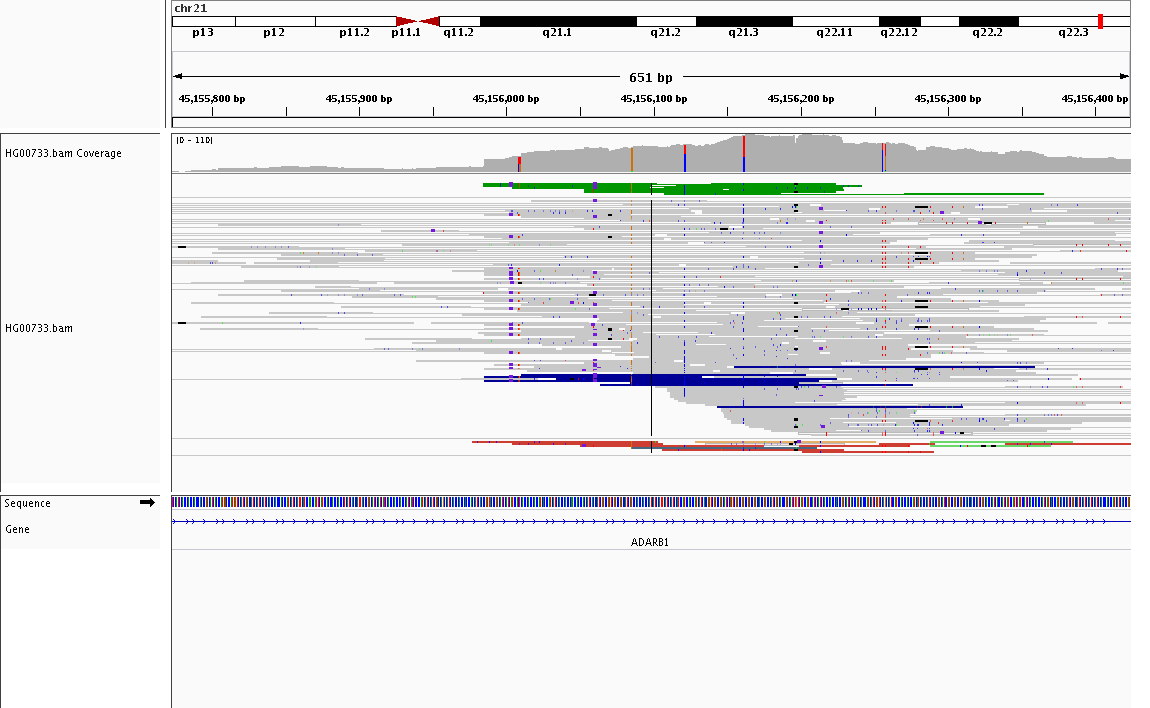 chr21
p13 p12 p11.2 p11.1 q11.2 q21.1 q21.2 q21.3 q22.11 q22.12 q22.2 q22.3
651 bp
45,155,800 bp 45,155,900 bp 45,156,000 bp 45,156,100 bp 45,156,200 bp 45,156,300 bp 45,156,400 bp
[0 - 110]
HG00733.bam Coverage
HG00733.bam
Sequence
Gene
ADARB1